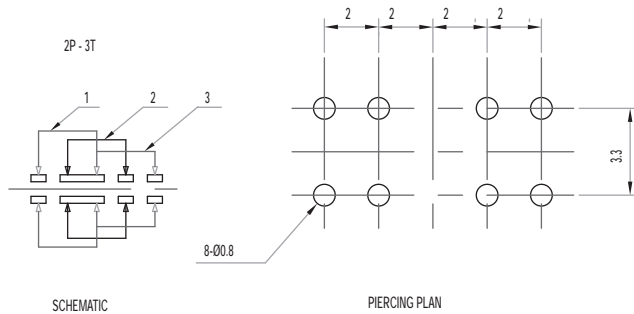 2 2 2 2
2P - 3T
1 2 3
3.3
8-Ø0.8
SCHEMATIC PIERCING PLAN